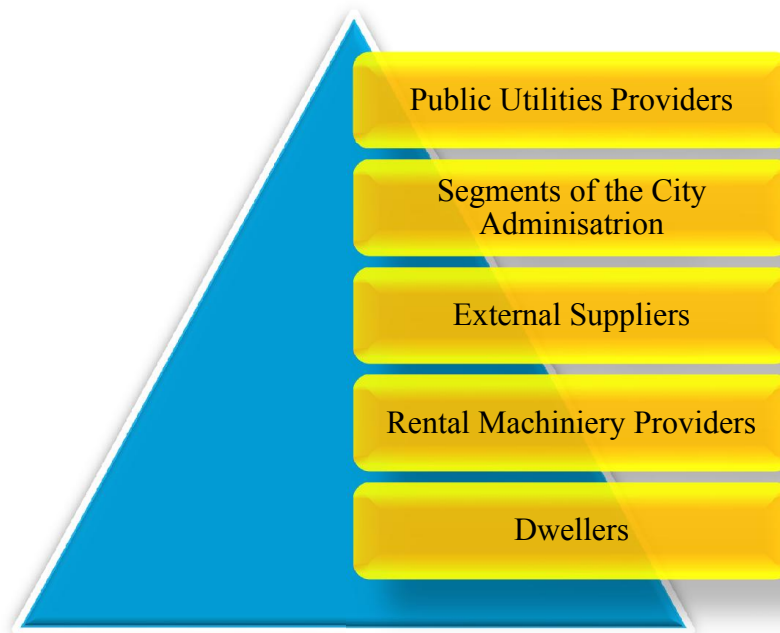 Public Utilities Providers
Segments of the City
Adminisatrion
External Suppliers
Rental Machiniery Providers
Dwellers